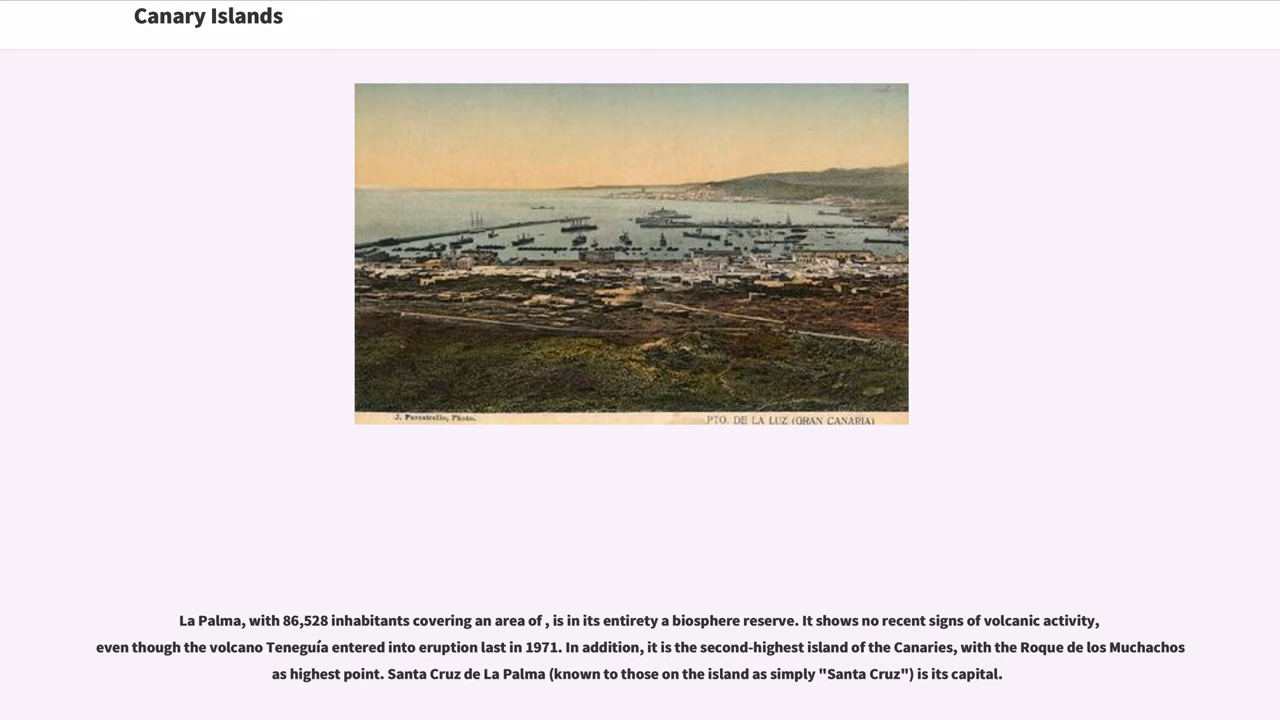 Canary Islands
J. Perestrello, Photo.
PTO. DE LA LUZ (GRAN CANARIA)
La Palma, with 86,528 inhabitants covering an area of , is in its entirety a biosphere reserve. It shows no recent signs of volcanic activity,
even though the volcano Teneguía entered into eruption last in 1971. In addition, it is the second-highest island of the Canaries, with the Roque de los Muchachos
as highest point. Santa Cruz de La Palma (known to those on the island as simply "Santa Cruz") is its capital.